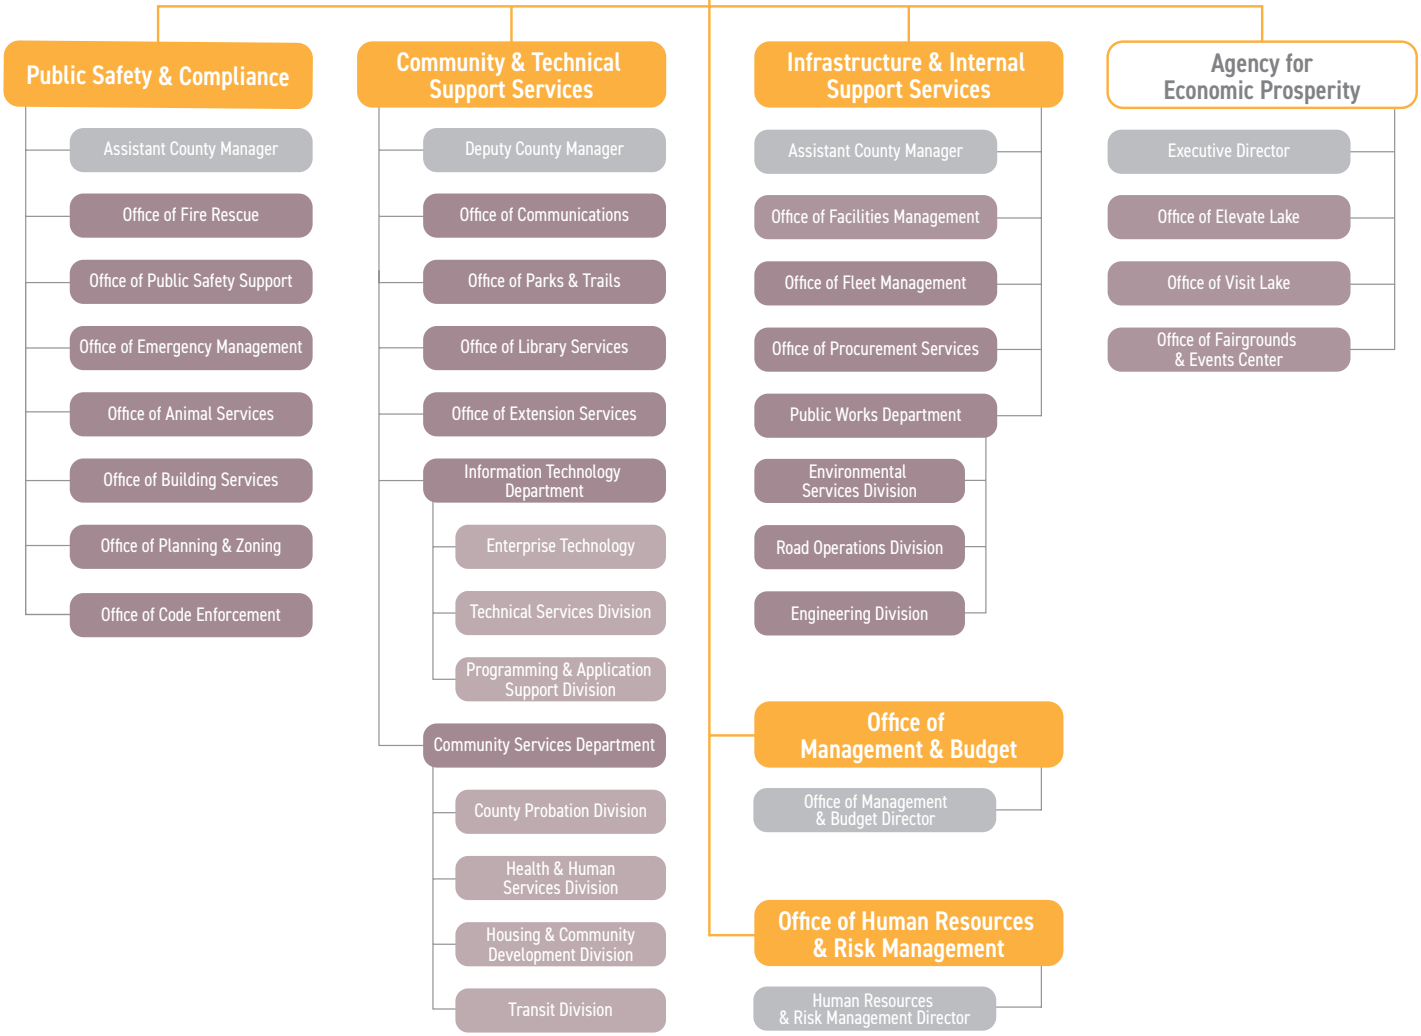 Public Safety & Compliance
Assistant County Manager
Office of Fire Rescue
Office of Public Safety Support
Office of Emergency Management
Office of Animal Services
Office of Building Services
Office of Planning & Zoning
Office of Code Enforcement
Community & Technical
Support Services
Deputy County Manager
Office of Communications
Office of Parks & Trails
Office of Library Services
Office of Extension Services
Information Technology
Department
Enterprise Technology
Technical Services Division
Programming & Application
Support Division
Community Services Department
County Probation Division
Health & Human
Services Division
Housing & Community
Development Division
Transit Division
Infrastructure & Internal
Support Services
Assistant County Manager
Office of Facilities Management
Office of Fleet Management
Office of Procurement Services
Public Works Department
Environmental
Services Division
Road Operations Division
Engineering Division
Office of
Management & Budget
Office of Management
& Budget Director
Office of Human Resources
& Risk Management
Human Resources
& Risk Management Director
Agency for
Economic Prosperity
Executive Director
Office of Elevate Lake
Office of Visit Lake
Office of Fairgrounds
& Events Center